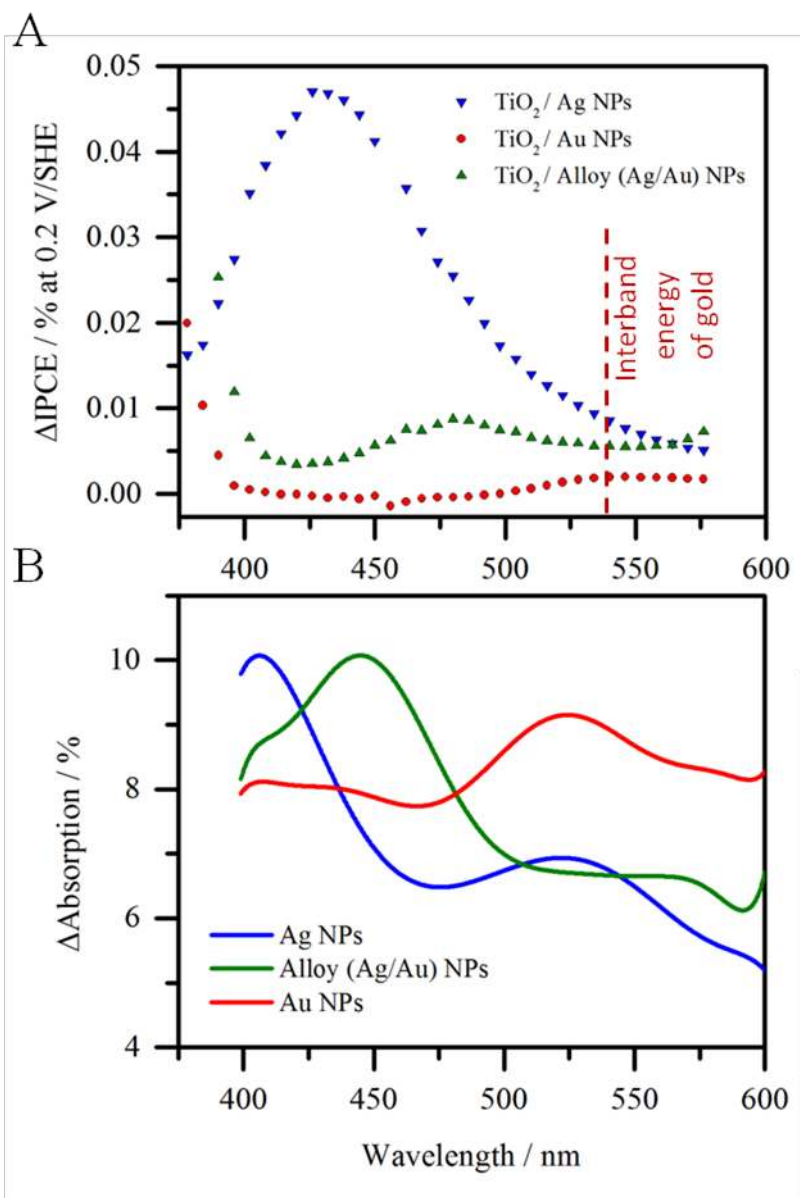 A
0.05
0.04
0.03
0.02
0.01
0.00
ΔIPCE / % at 0.2 V/SHE
TiO₂ / Ag NPs
TiO₂ / Au NPs
TiO₂ / Alloy (Ag/Au) NPs
Interband
energy
of gold
400 450 500 550 600
B
10
8
6
4
ΔAbsorption / %
Ag NPs
Alloy (Ag/Au) NPs
Au NPs
400 450 500 550 600
Wavelength / nm